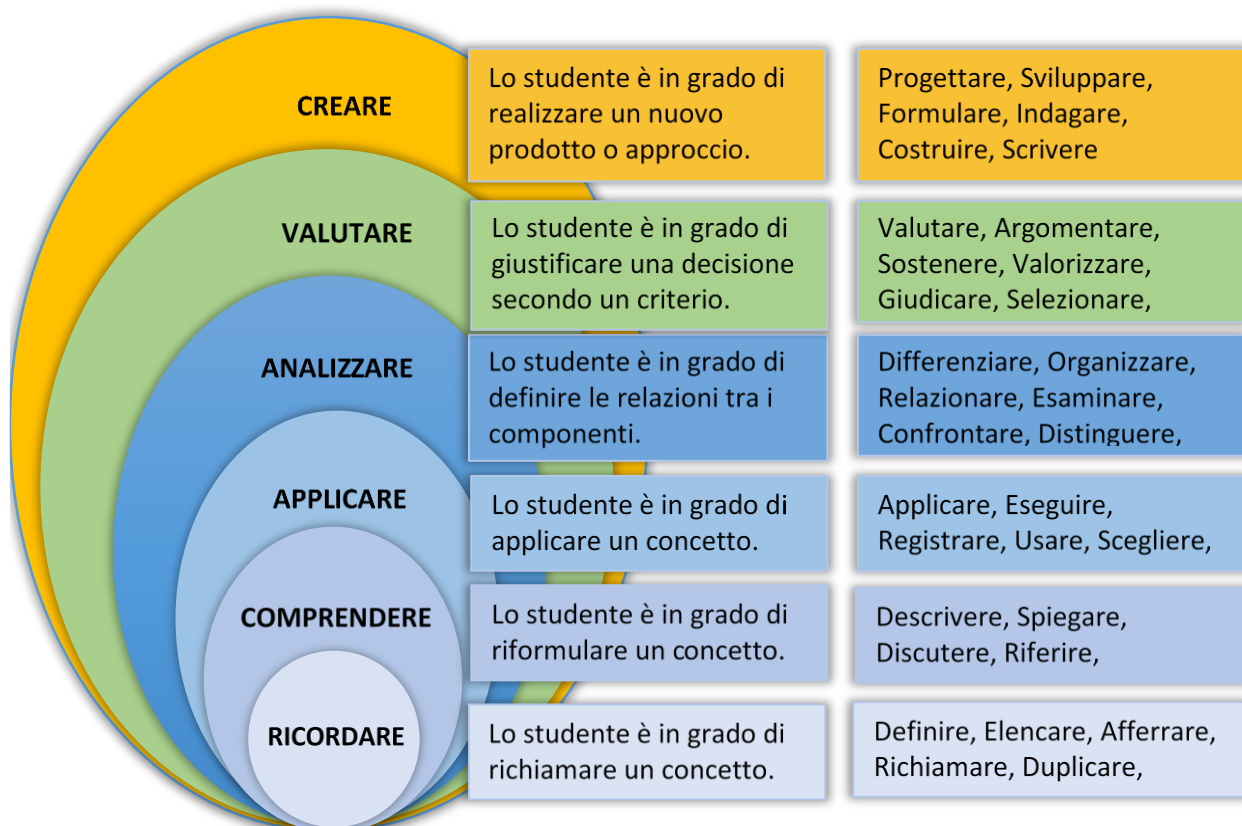 CREARE
Lo studente è in grado di
realizzare un nuovo
prodotto o approccio.
Progettare, Sviluppare,
Formulare, Indagare,
Costruire, Scrivere
VALUTARE
Lo studente è in grado di
giustificare una decisione
secondo un criterio.
Valutare, Argomentare,
Sostenere, Valorizzare,
Giudicare, Selezionare,
ANALIZZARE
Lo studente è in grado di
definire le relazioni tra i
componenti.
Differenziare, Organizzare,
Relazionare, Esaminare,
Confrontare, Distinguere,
APPLICARE
Lo studente è in grado di
applicare un concetto.
Applicare, Eseguire,
Registrare, Usare, Scegliere,
COMPRENDERE
Lo studente è in grado di
riformulare un concetto.
Descrivere, Spiegare,
Discutere, Riferire,
RICORDARE
Lo studente è in grado di
richiamare un concetto.
Definire, Elencare, Afferrare,
Richiamare, Duplicare,